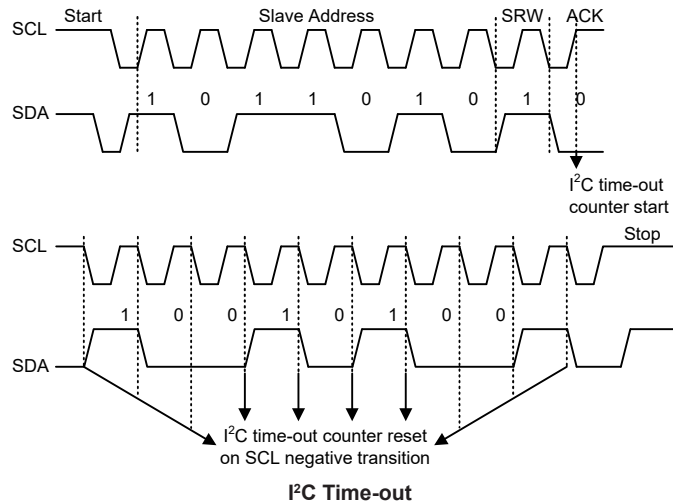 Start Slave Address SRW ACK
SCL
1 0 1 1 0 1 0 1 0
SDA
I²C time-out
counter start
Stop
SCL
1 0 0 1 0 1 0 0
SDA
I²C time-out counter reset
on SCL negative transition
I²C Time-out